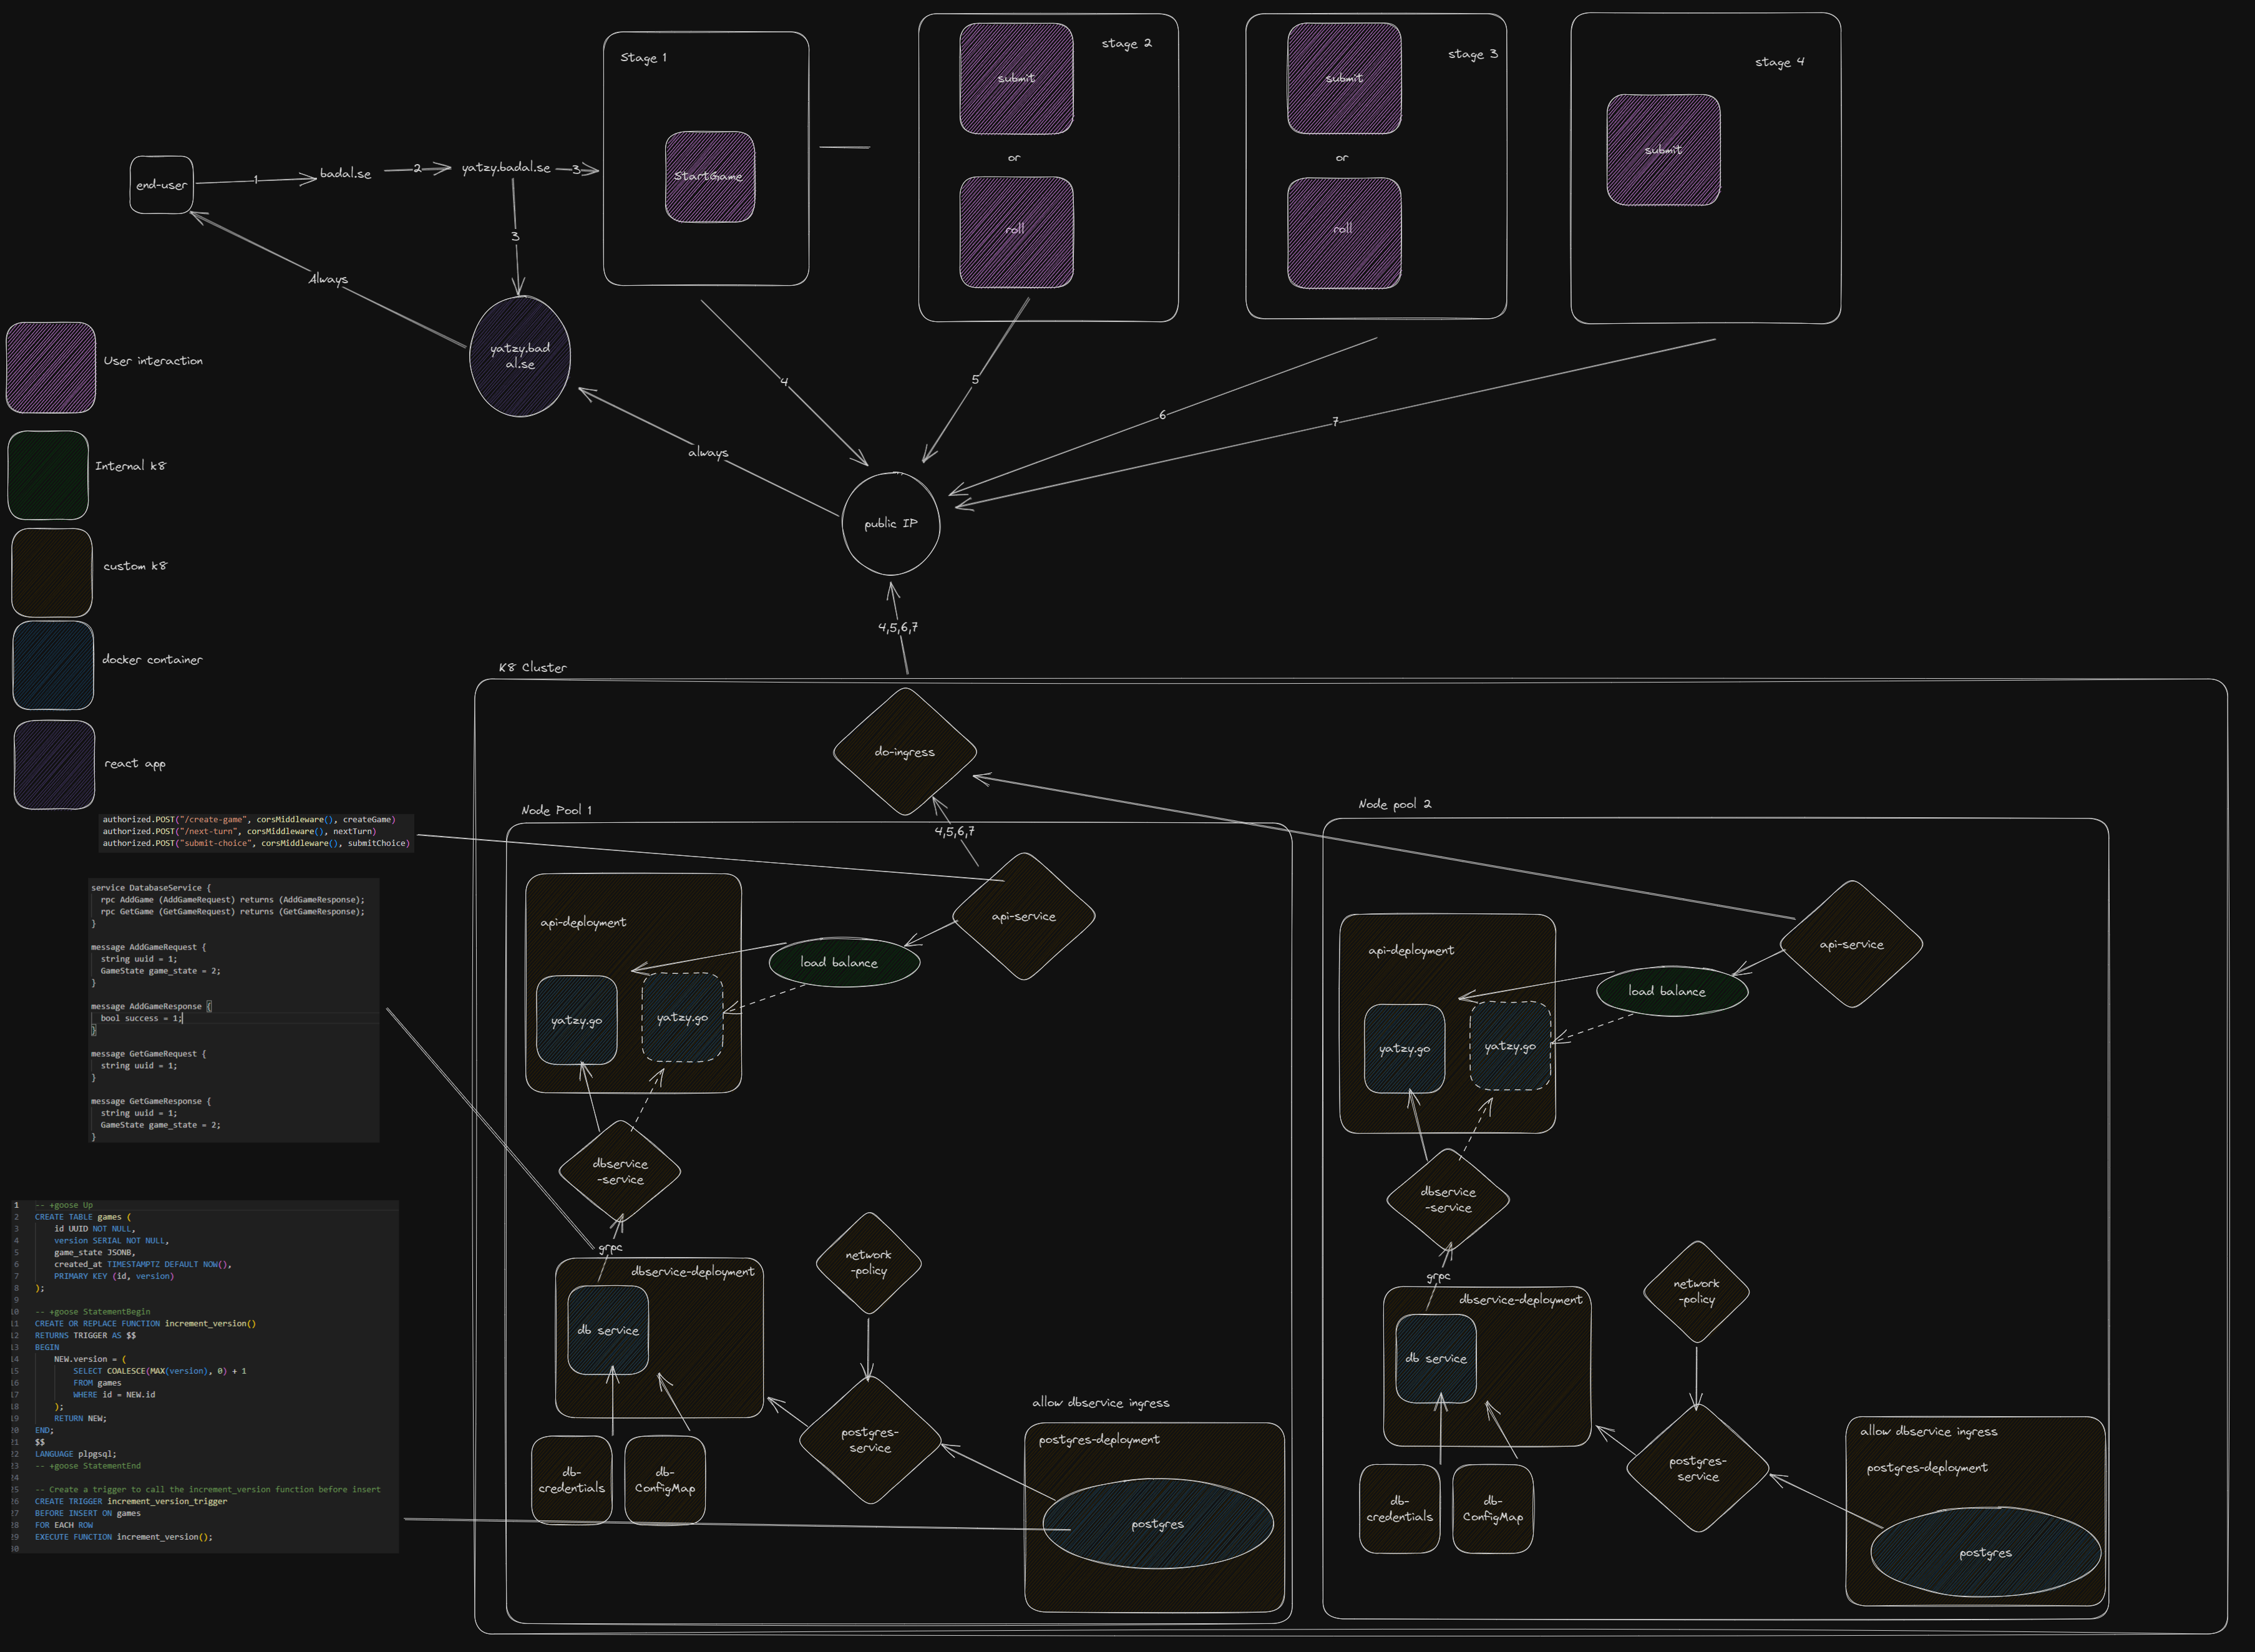 Stage 1
StartGame
submit
stage 2
or
roll
submit
stage 3
or
roll
stage 4
submit
end-user
1
badal.se
2
yatzy.badal.se
3
3
Always
yatzy.bad
al.se
4
5
6
7
always
public IP
4,5,6,7
User interaction
Internal k8
custom k8
docker container
react app
K8 Cluster
do-ingress
Node Pool 1
4,5,6,7
api-service
load balance
api-deployment
yatzy.go
yatzy.go
dbservice
-service
grpc
dbservice-deployment
db service
db-
credentials
db-
ConfigMap
network
-policy
postgres-
service
allow dbservice ingress
postgres-deployment
postgres
Node pool 2
api-service
load balance
api-deployment
yatzy.go
yatzy.go
dbservice
-service
grpc
dbservice-deployment
db service
db-
credentials
db-
ConfigMap
network
-policy
postgres-
service
allow dbservice ingress
postgres-deployment
postgres
authorized.POST("/create-game", corsMiddleware(), createGame)
authorized.POST("/next-turn", corsMiddleware(), nextTurn)
authorized.POST("submit-choice", corsMiddleware(), submitChoice)
service DatabaseService {
rpc AddGame (AddGameRequest) returns (AddGameResponse);
rpc GetGame (GetGameRequest) returns (GetGameResponse);
}
message AddGameRequest {
string uuid = 1;
GameState game_state = 2;
}
message AddGameResponse {
bool success = 1;
}
message GetGameRequest {
string uuid = 1;
}
message GetGameResponse {
string uuid = 1;
GameState game_state = 2;
}
1 -- +goose Up
2 CREATE TABLE games (
3 id UUID NOT NULL,
4 version SERIAL NOT NULL,
5 game_state JSONB,
6 created_at TIMESTAMPTZ DEFAULT NOW(),
7 PRIMARY KEY (id, version)
8 );
9
10 -- +goose StatementBegin
11 CREATE OR REPLACE FUNCTION increment_version()
12 RETURNS TRIGGER AS $$
13 BEGIN
14 NEW.version = (
15 SELECT COALESCE(MAX(version), 0) + 1
16 FROM games
17 WHERE id = NEW.id
18 );
19 RETURN NEW;
20 END;
21 $$
22 LANGUAGE plpgsql;
23 -- +goose StatementEnd
24
25 -- Create a trigger to call the increment_version function before insert
26 CREATE TRIGGER increment_version_trigger
27 BEFORE INSERT ON games
28 FOR EACH ROW
29 EXECUTE FUNCTION increment_version();
30